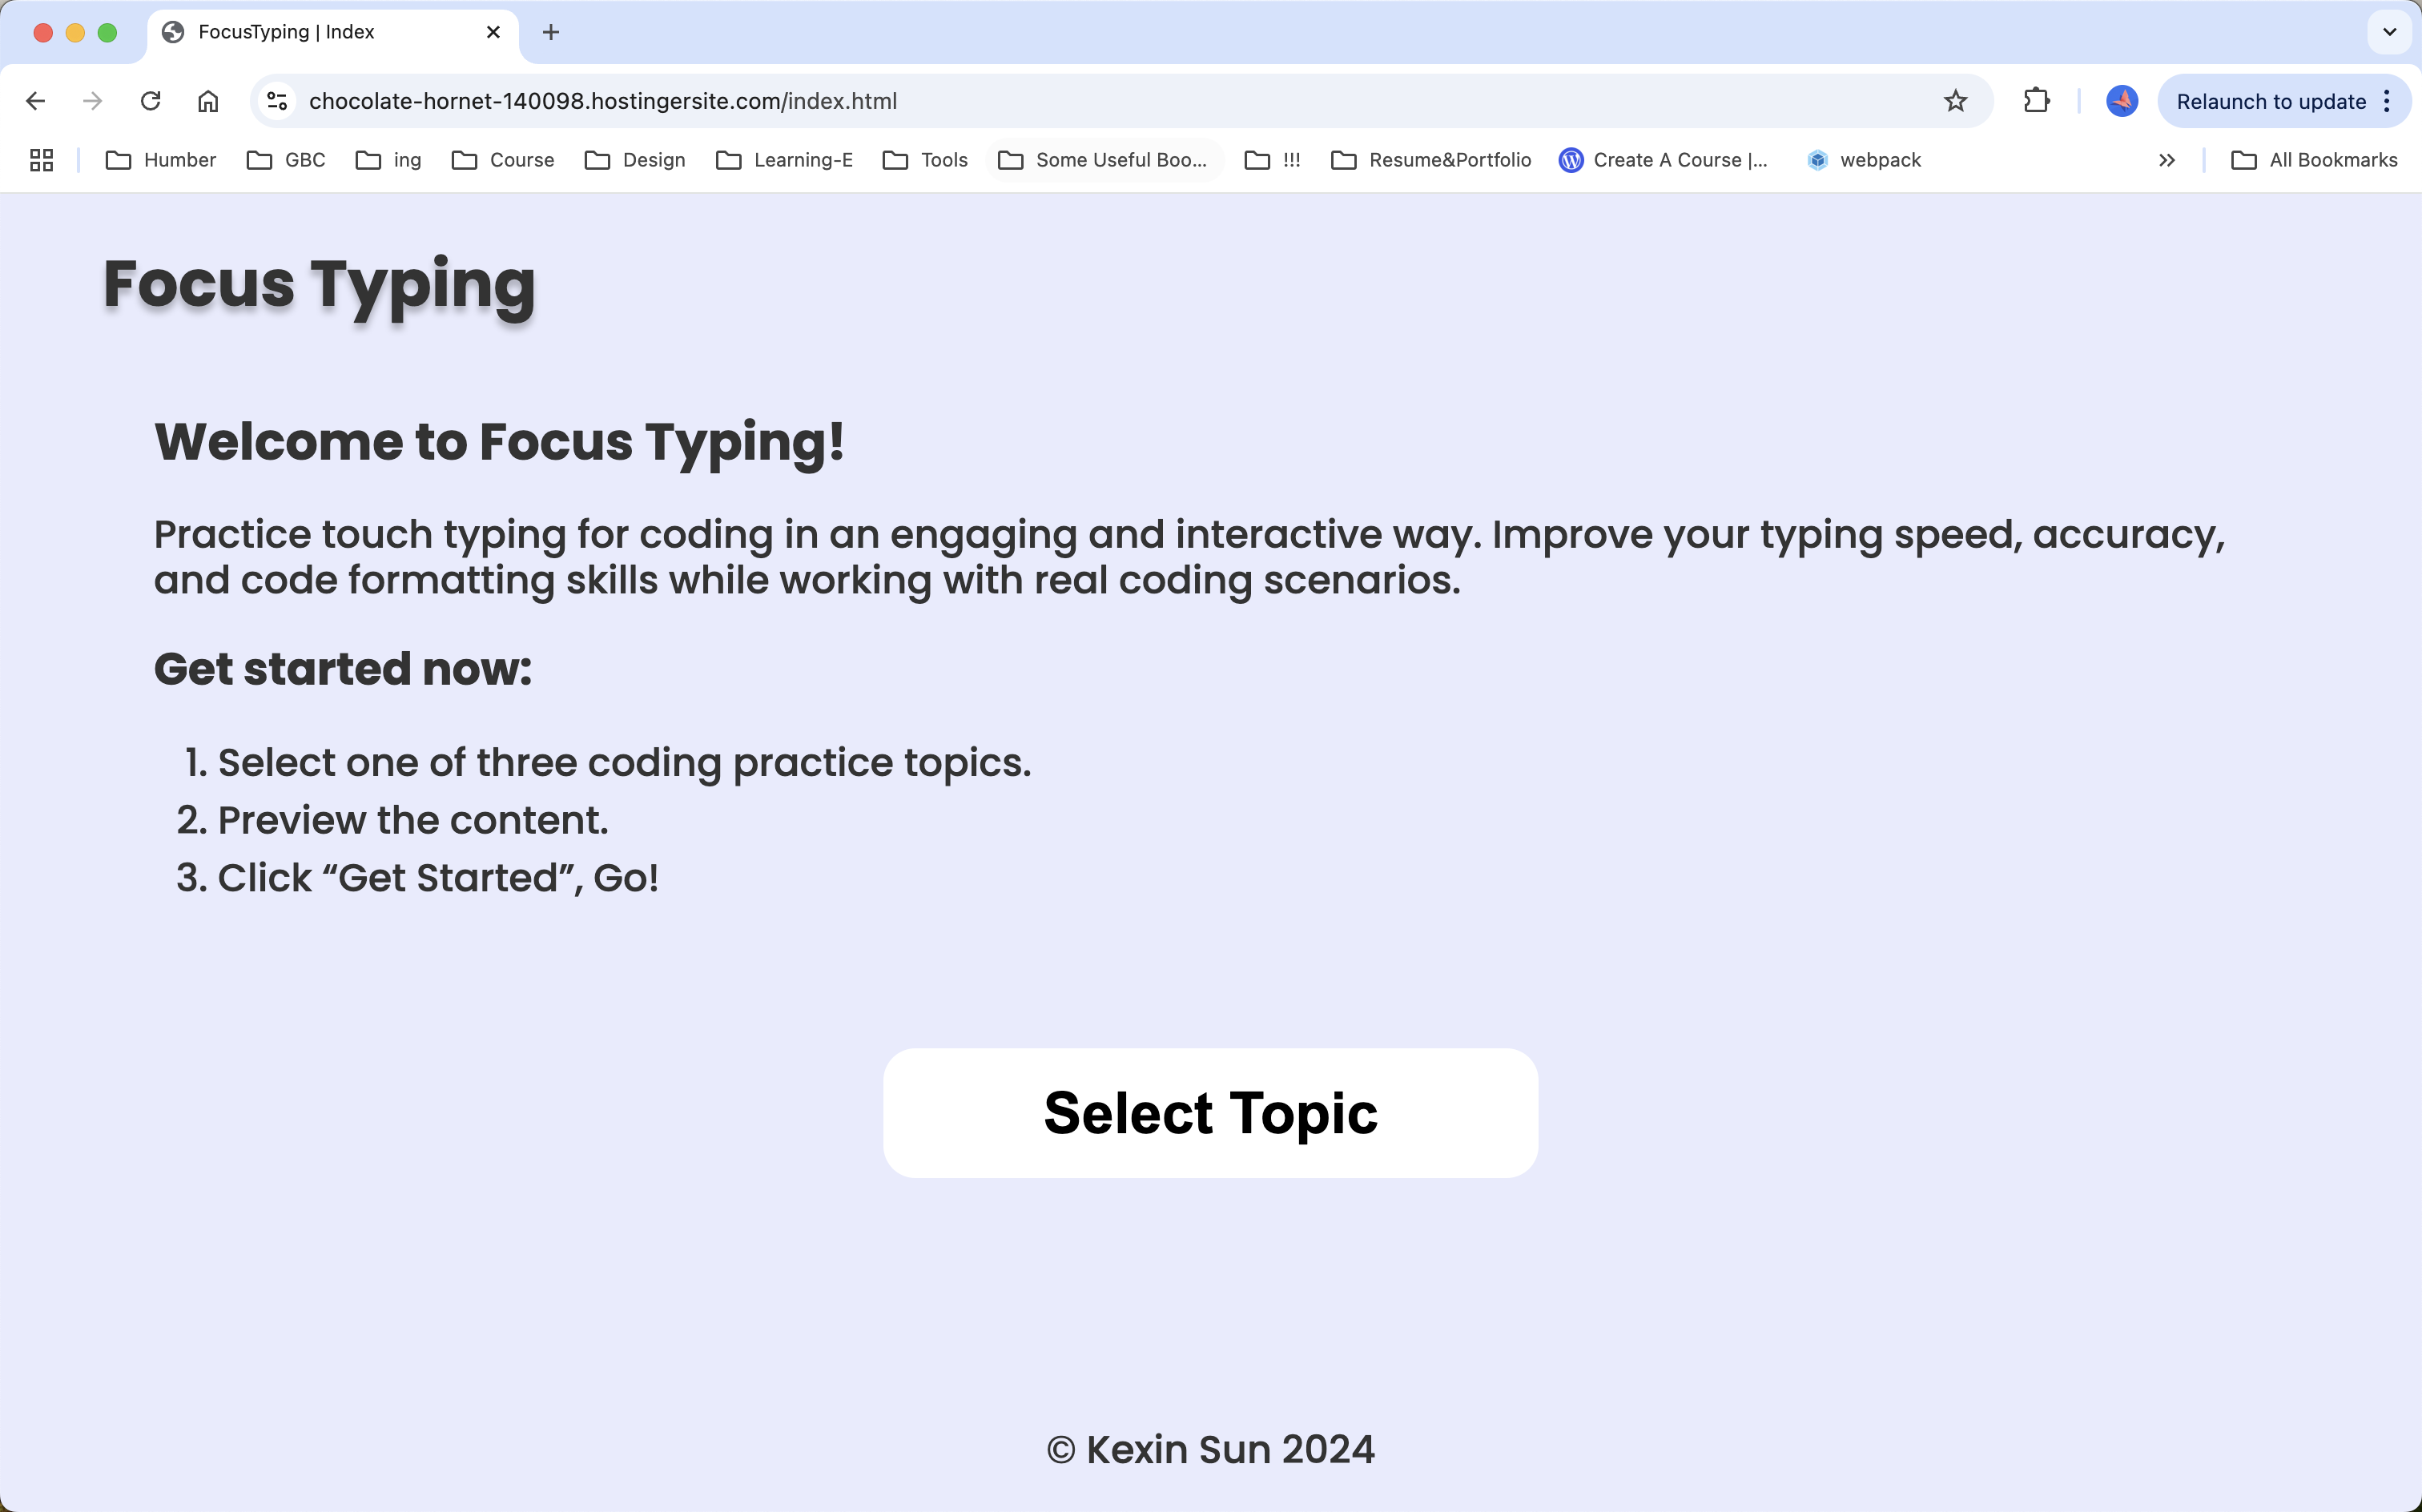 FocusTyping | Index
chocolate-hornet-140098.hostingersite.com/index.html
Relaunch to update
Humber GBC ing Course Design Learning-E Tools Some Useful Boo... !!! Resume&Portfolio Create A Course |... webpack All Bookmarks
Focus Typing
Welcome to Focus Typing!
Practice touch typing for coding in an engaging and interactive way. Improve your typing speed, accuracy,
and code formatting skills while working with real coding scenarios.
Get started now:
1. Select one of three coding practice topics.
2. Preview the content.
3. Click “Get Started”, Go!
Select Topic
© Kexin Sun 2024